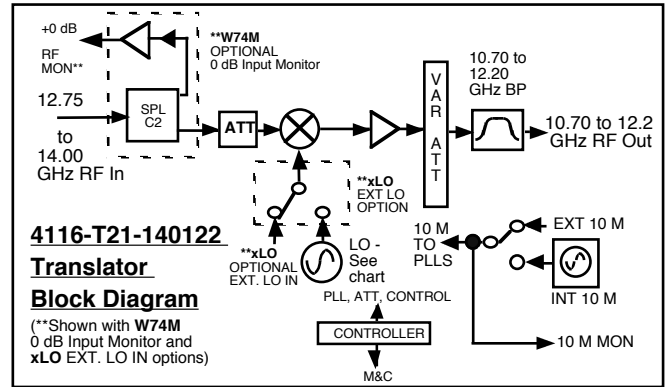 +0 dB
RF
MON**
**W74M
OPTIONAL
0 dB Input Monitor
12.75
to
14.00
GHz RF In
SPL
C2
ATT
VAR ATT
10.70 to
12.20
GHz BP
10.70 to 12.2
GHz RF Out
**xLO
EXT LO
OPTION
**xLO
OPTIONAL
EXT. LO IN
LO -
See
chart
10 M
TO
PLLS
EXT 10 M
INT 10 M
10 M MON
PLL, ATT, CONTROL
CONTROLLER
M&C
4116-T21-140122
Translator
Block Diagram
(**Shown with W74M
0 dB Input Monitor and
xLO EXT. LO IN options)